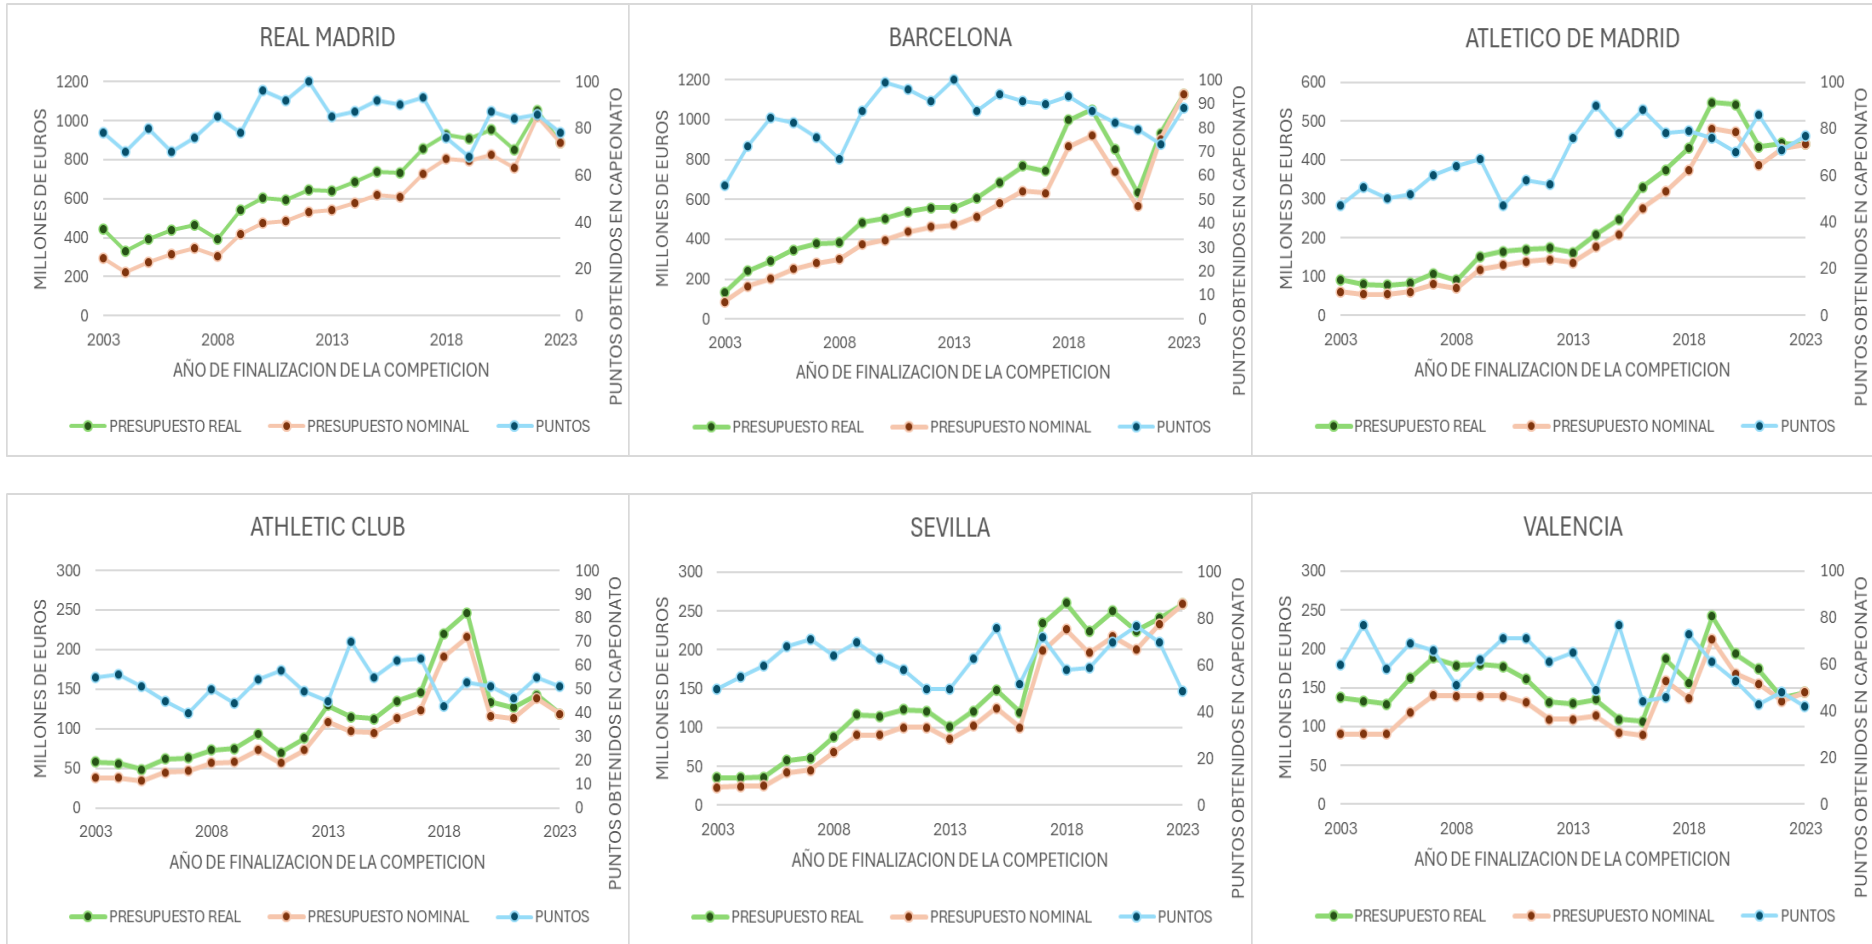 REAL MADRID
1200
1000
800
600
400
200
0
100
80
60
40
20
0
MILLONES DE EUROS
PUNTOS OBTENIDOS EN CAPEONATO
2003 2008 2013 2018 2023
AÑO DE FINALIZACION DE LA COMPETICION
PRESUPUESTO REAL PRESUPUESTO NOMINAL PUNTOS
BARCELONA
1200
1000
800
600
400
200
0
100
90
80
70
60
50
40
30
20
10
0
MILLONES DE EUROS
PUNTOS OBTENIDOS EN CAPEONATO
2003 2008 2013 2018 2023
AÑO DE FINALIZACION DE LA COMPETICION
PRESUPUESTO REAL PRESUPUESTO NOMINAL PUNTOS
ATLETICO DE MADRID
600
500
400
300
200
100
0
100
80
60
40
20
0
MILLONES DE EUROS
PUNTOS OBTENIDOS EN CAPEONATO
2003 2008 2013 2018 2023
AÑO DE FINALIZACION DE LA COMPETICION
PRESUPUESTO REAL PRESUPUESTO NOMINAL PUNTOS
ATHLETIC CLUB
300
250
200
150
100
50
0
100
90
80
70
60
50
40
30
20
10
0
MILLONES DE EUROS
PUNTOS OBTENIDOS EN CAPEONATO
2003 2008 2013 2018 2023
AÑO DE FINALIZACION DE LA COMPETICION
PRESUPUESTO REAL PRESUPUESTO NOMINAL PUNTOS
SEVILLA
300
250
200
150
100
50
0
100
80
60
40
20
0
MILLONES DE EUROS
PUNTOS OBTENIDOS EN CAPEONATO
2003 2008 2013 2018 2023
AÑO DE FINALIZACION DE LA COMPETICION
PRESUPUESTO REAL PRESUPUESTO NOMINAL PUNTOS
VALENCIA
300
250
200
150
100
50
0
100
80
60
40
20
0
MILLONES DE EUROS
PUNTOS OBTENIDOS EN CAPEONATO
2003 2008 2013 2018 2023
AÑO DE FINALIZACION DE LA COMPETICION
PRESUPUESTO REAL PRESUPUESTO NOMINAL PUNTOS